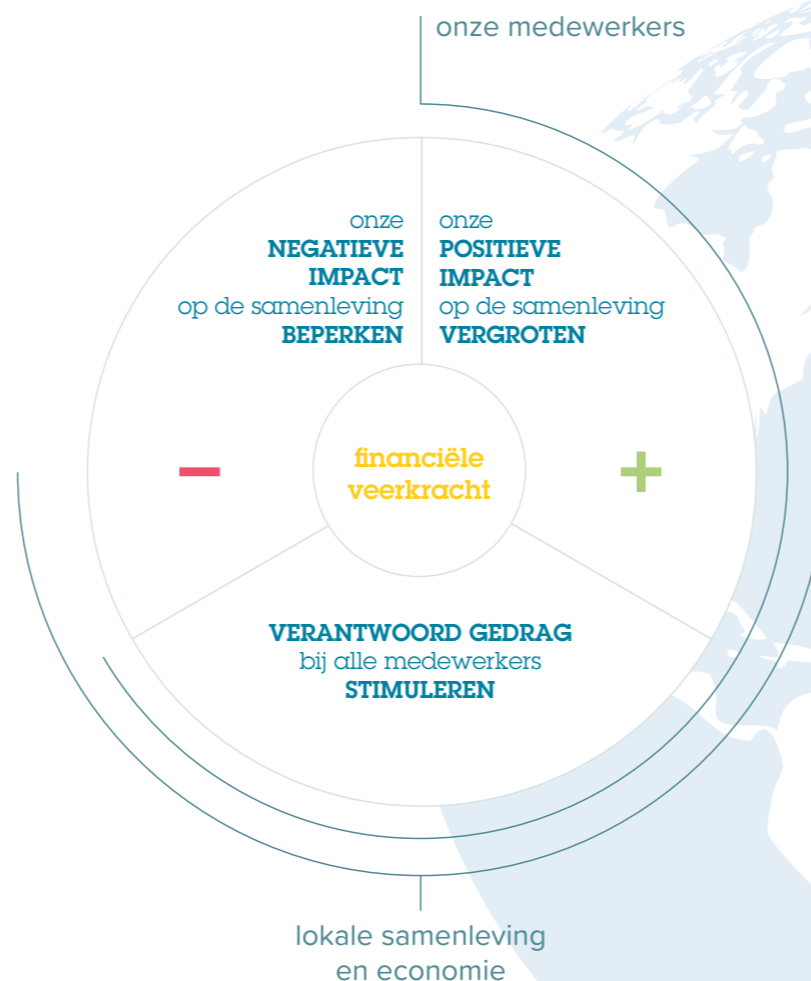 onze medewerkers
onze
NEGATIEVE
IMPACT
op de samenleving
BEPERKEN
onze
POSITIEVE
IMPACT
op de samenleving
VERGROTEN
–
financiële
veerkracht
+
VERANTWOORD GEDRAG
bij alle medewerkers
STIMULEREN
lokale samenleving
en economie